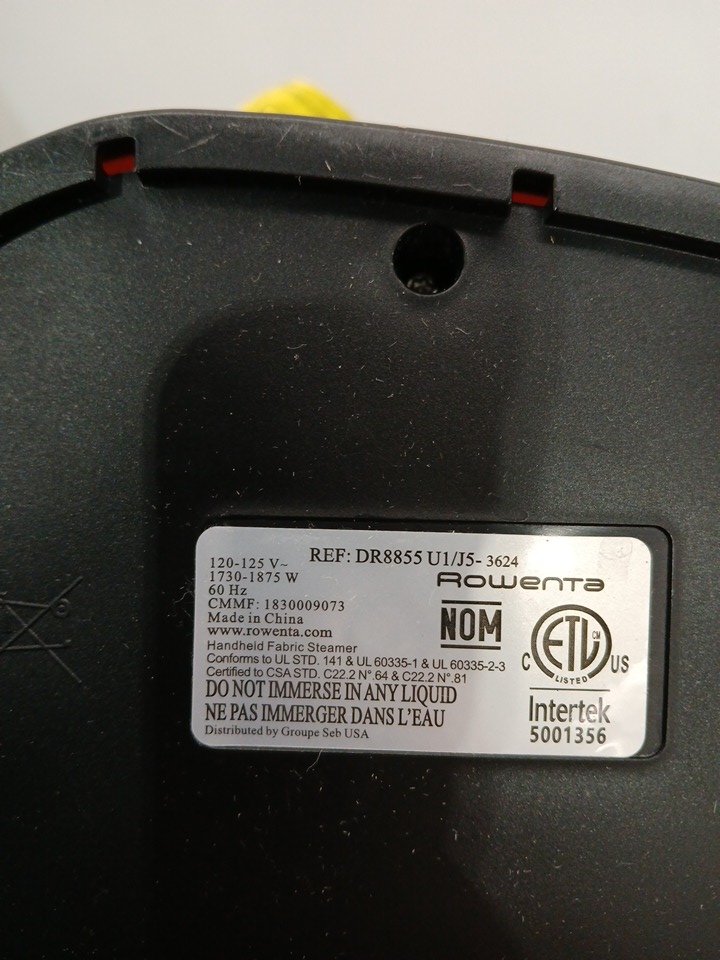 REF: DR8855 U1/J5- 3624
120-125 V~
1730-1875 W
60 Hz
CMMF: 1830009073
Made in China
www.rowenta.com
Rowenta
NOM
C ETL CM US
LISTED
Intertek
5001356
Handheld Fabric Steamer
Conforms to UL STD. 141 & UL 60335-1 & UL 60335-2-3
Certified to CSA STD. C22.2 N°.64 & C22.2 N°.81
DO NOT IMMERSE IN ANY LIQUID
NE PAS IMMERGER DANS L'EAU
Distributed by Groupe Seb USA